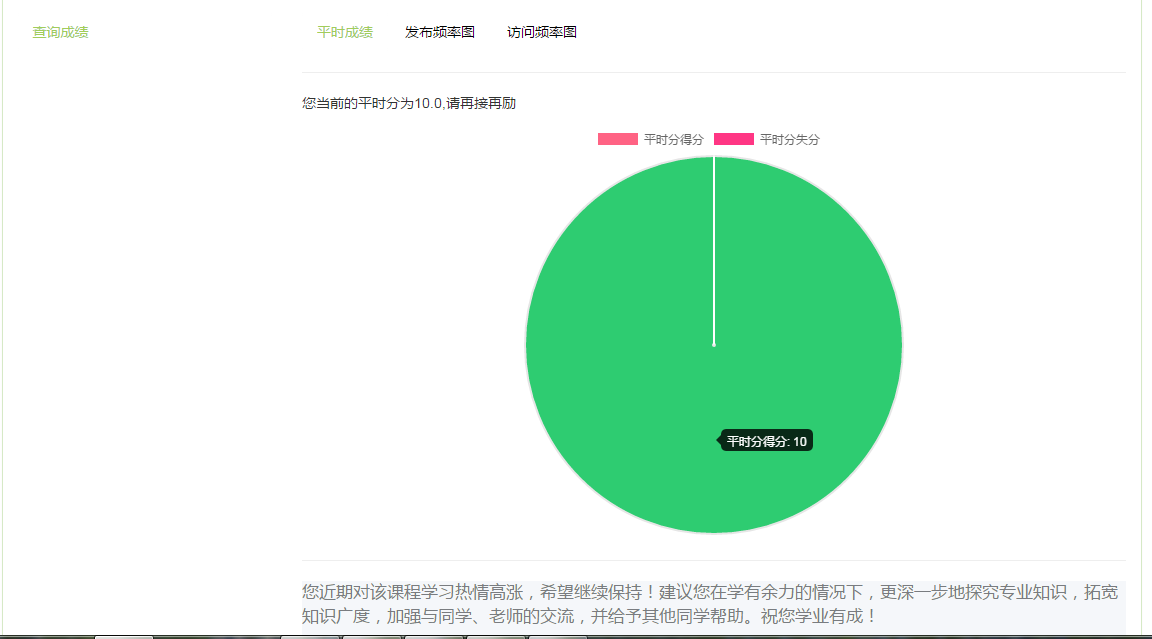 查询成绩
平时成绩 发布频率图 访问频率图
您当前的平时分为10.0,请再接再励
平时分得分 平时分失分
平时分得分: 10
您近期对该课程学习热情高涨，希望继续保持！建议您在学有余力的情况下，更深一步地探究专业知识，拓宽
知识广度，加强与同学、老师的交流，并给予其他同学帮助。祝您学业有成！